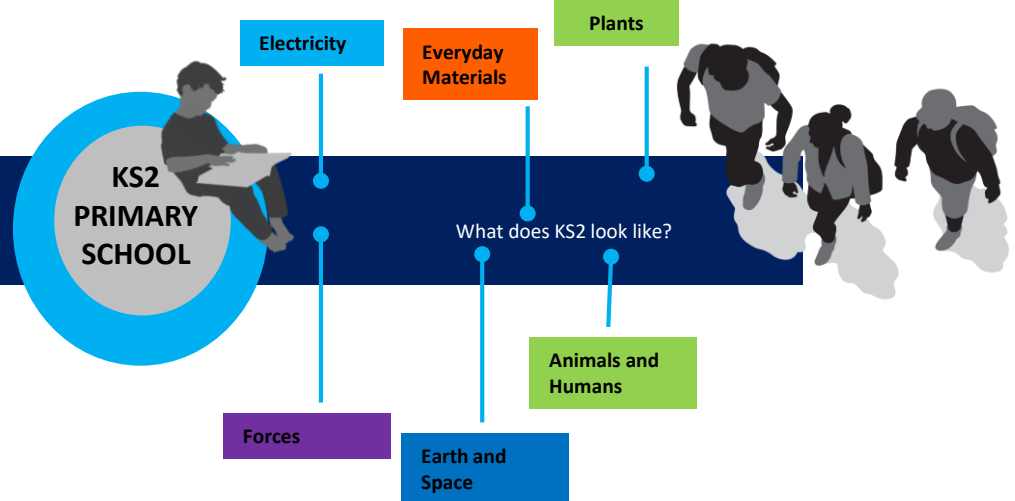 Plants
Electricity
Everyday
Materials
KS2
PRIMARY
SCHOOL
What does KS2 look like?
Animals and
Humans
Forces
Earth and
Space